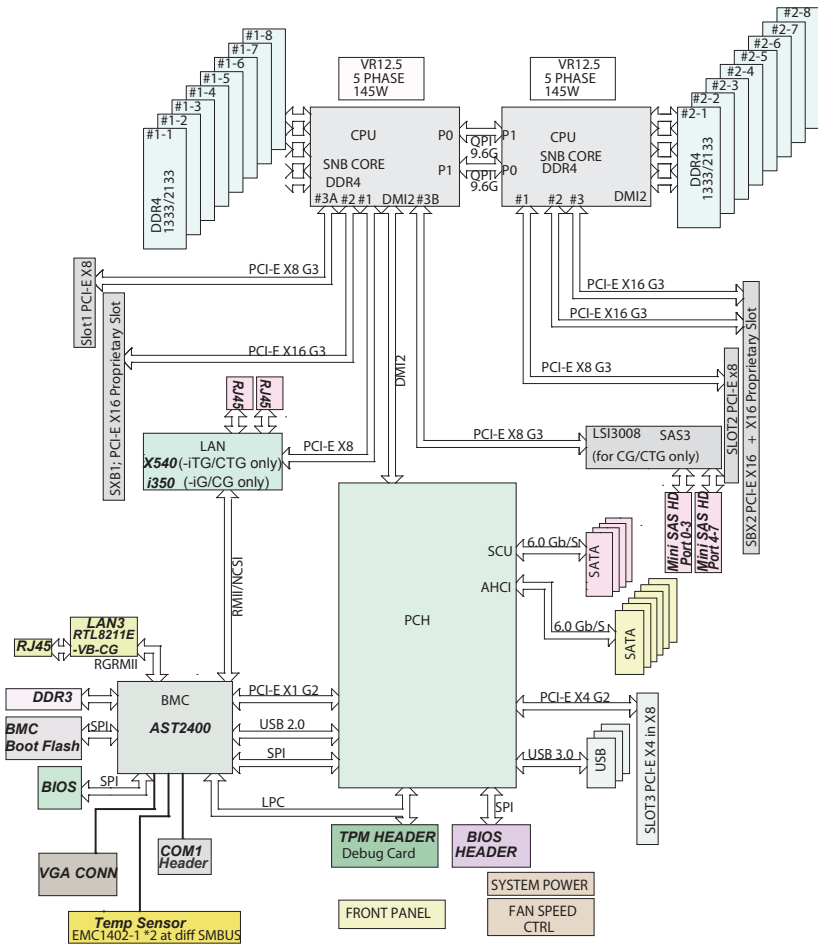 #1-8
#1-7
#1-6
#1-5
#1-4
#1-3
#1-2
#1-1
DDR4
1333/2133
VR12.5
5 PHASE
145W
VR12.5
5 PHASE
145W
#2-8
#2-7
#2-6
#2-5
#2-4
#2-3
#2-2
#2-1
DDR4
1333/2133
CPU
SNB CORE
DDR4
P0
P1
#3A
#2
#1
DMI2
#3B
QPI
9.6G
QPI
9.6G
P1
P0
CPU
SNB CORE
DDR4
#1
#2
#3
DMI2
Slot1 PCI-E X8
PCI-E X8 G3
SXB1; PCI-E X16 Proprietary Slot
PCI-E X16 G3
DMI2
PCI-E X16 G3
PCI-E X16 G3
PCI-E X8 G3
SLOT2 PCI-E x8
SBX2 PCI-E X16 + X16 Proprietary Slot
RJ45
RJ45
LAN
X540 (-iTG/CTG only)
i350 (-iG/CG only)
PCI-E X8
PCI-E X8 G3
LSI3008 SAS3
(for CG/CTG only)
Mini SAS HD
Port 0-3
Mini SAS HD
Port 4-7
RMII/NCSI
PCH
SCU
6.0 Gb/S
SATA
AHCI
6.0 Gb/S
SATA
LAN3
RTL8211E
-VB-CG
RJ45
RGRMII
DDR3
BMC
AST2400
PCI-E X1 G2
USB 2.0
SPI
PCI-E X4 G2
USB 3.0
USB
SLOT3 PCI-E X4 in X8
BMC
Boot Flash
SPI
BIOS
SPI
LPC
SPI
TPM HEADER
Debug Card
BIOS
HEADER
COM1
Header
VGA CONN
Temp Sensor
EMC1402-1 *2 at diff SMBUS
FRONT PANEL
SYSTEM POWER
FAN SPEED
CTRL